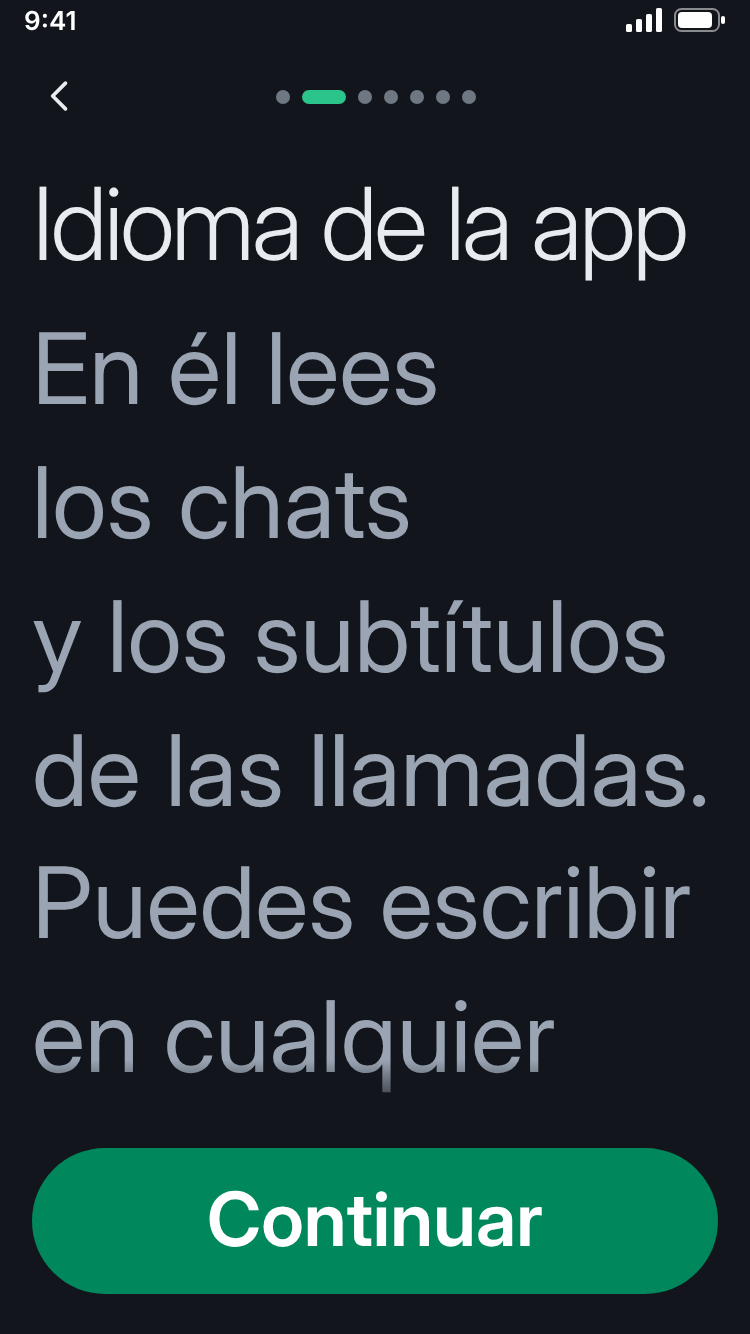 9:41
Idioma de la app
En él lees
los chats
y los subtítulos
de las llamadas.
Puedes escribir
en cualquier
Continuar